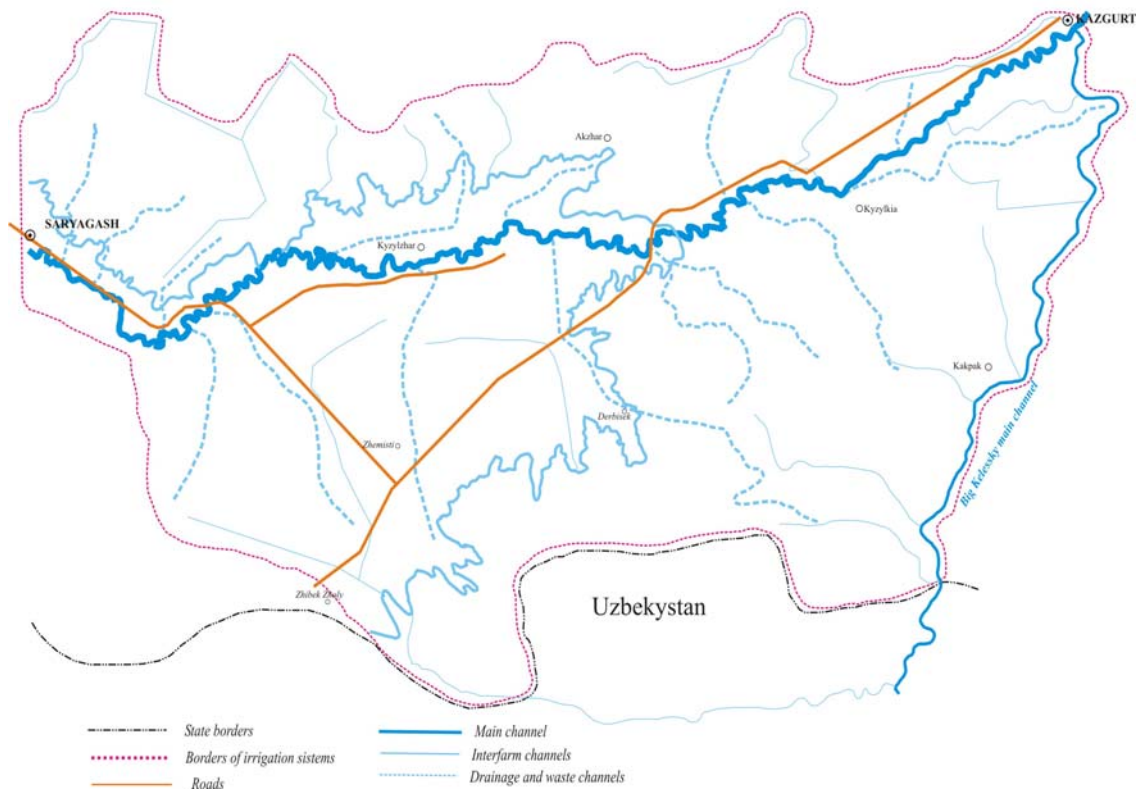 KAZGURT
Akzhar
Kyzylkia
SARYAGASH
Kyzylzhar
Kakpak
Derbisek
Zhemisti
Big Kelessky main channel
Zhibek Zholy
Uzbekystan
State borders
Borders of irrigation sistems
Roads
Main channel
Interfarm channels
Drainage and waste channels